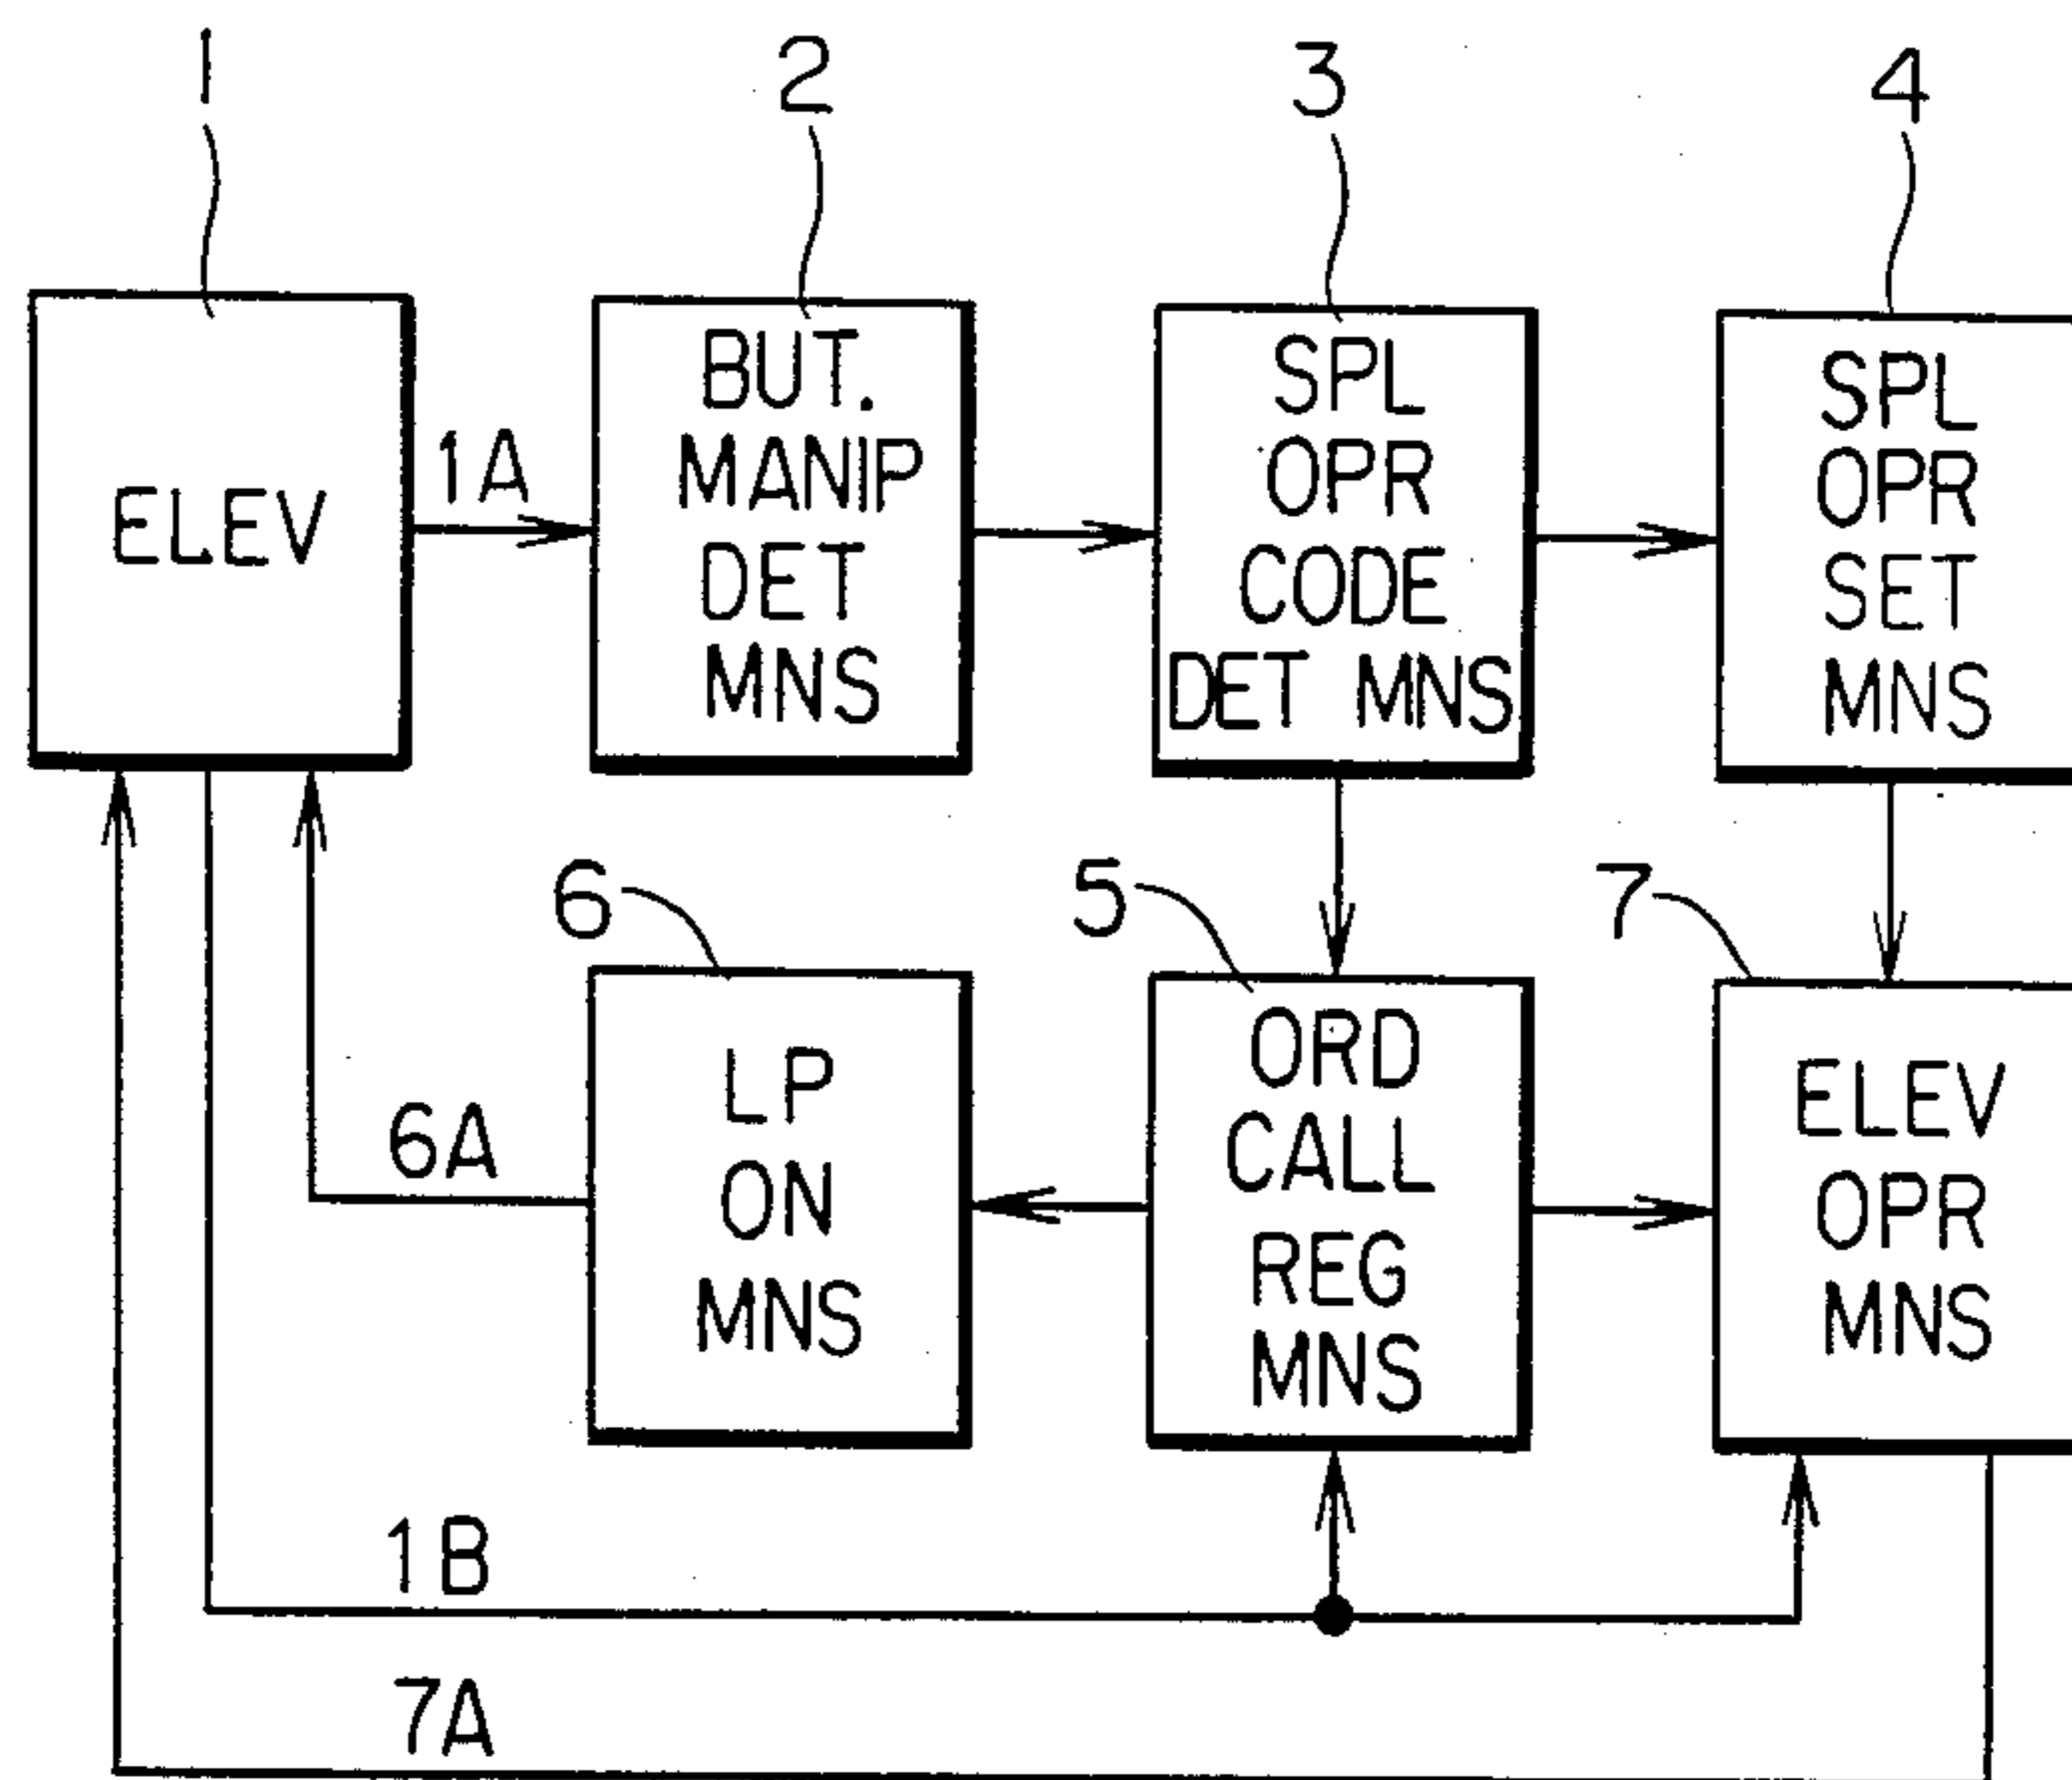 1
2
3
4
ELEV
1A
BUT.
MANIP
DET
MNS
SPL
OPR
CODE
DET MNS
SPL
OPR
SET
MNS
6
5
7
6A
LP
ON
MNS
ORD
CALL
REG
MNS
ELEV
OPR
MNS
1B
7A